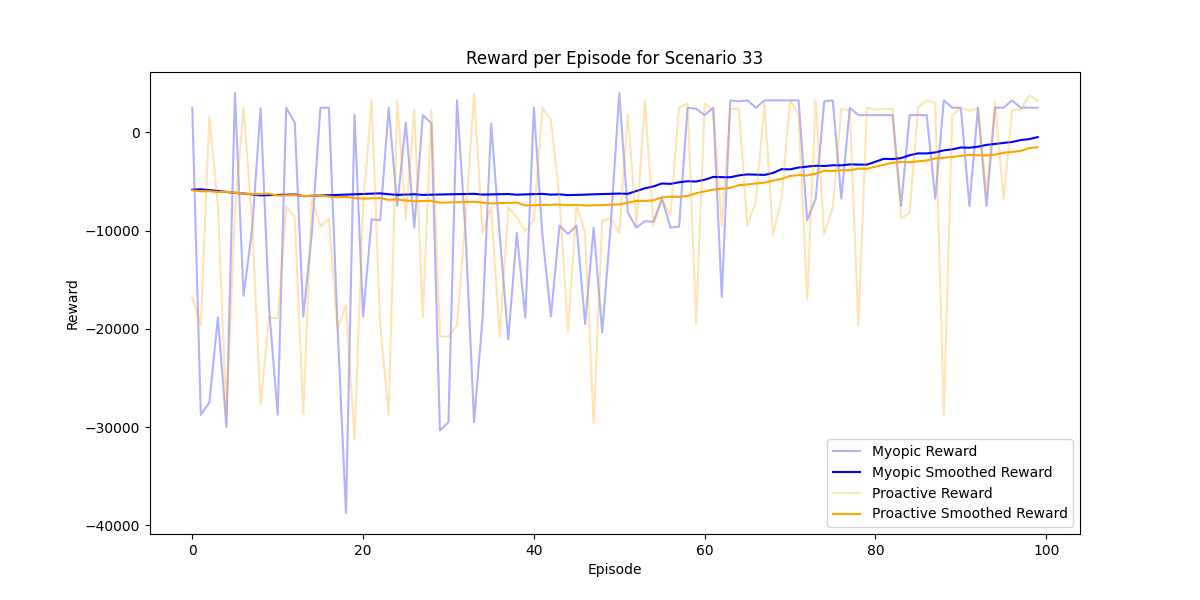 Reward per Episode for Scenario 33
Reward
0
−10000
−20000
−30000
−40000
0
20
40
60
80
100
Episode
Myopic Reward
Myopic Smoothed Reward
Proactive Reward
Proactive Smoothed Reward